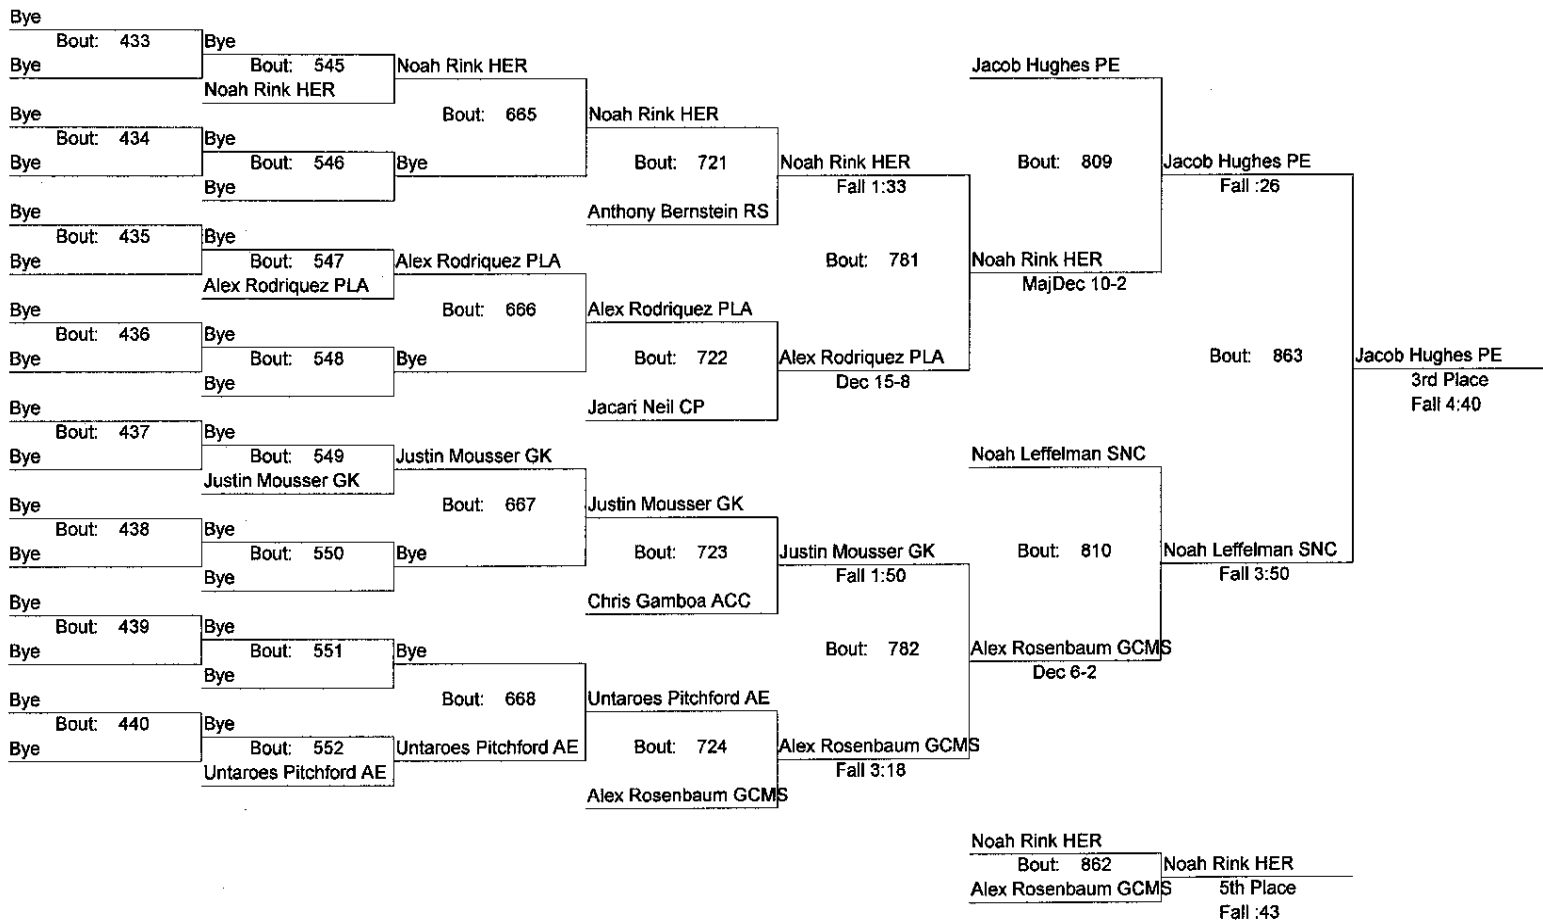 Bye
Bout: 433
Bye
Bye
Bout: 434
Bye
Bye
Bout: 435
Bye
Bye
Bout: 436
Bye
Bye
Bout: 437
Bye
Bye
Bout: 438
Bye
Bye
Bout: 439
Bye
Bye
Bout: 440
Bye
Bye
Bout: 545
Noah Rink HER
Bye
Bout: 546
Bye
Bye
Bout: 547
Alex Rodriquez PLA
Bye
Bout: 548
Bye
Bye
Bout: 549
Justin Mousser GK
Bye
Bout: 550
Bye
Bye
Bout: 551
Bye
Bye
Bout: 552
Untaroes Pitchford AE
Noah Rink HER
Bout: 665
Bye
Alex Rodriquez PLA
Bout: 666
Bye
Justin Mousser GK
Bout: 667
Bye
Bye
Bout: 668
Untaroes Pitchford AE
Noah Rink HER
Bout: 721
Anthony Bernstein RS
Alex Rodriquez PLA
Bout: 722
Jacari Neil CP
Justin Mousser GK
Bout: 723
Chris Gamboa ACC
Untaroes Pitchford AE
Bout: 724
Alex Rosenbaum GCMS
Noah Rink HER
Fall 1:33
Bout: 781
Alex Rodriquez PLA
Dec 15-8
Justin Mousser GK
Fall 1:50
Bout: 782
Alex Rosenbaum GCMS
Fall 3:18
Jacob Hughes PE
Bout: 809
Noah Rink HER
MajDec 10-2
Noah Leffelman SNC
Bout: 810
Alex Rosenbaum GCMS
Dec 6-2
Jacob Hughes PE
Fall :26
Bout: 863
Noah Leffelman SNC
Fall 3:50
Jacob Hughes PE
3rd Place
Fall 4:40
Noah Rink HER
Bout: 862
Alex Rosenbaum GCMS
Noah Rink HER
5th Place
Fall :43